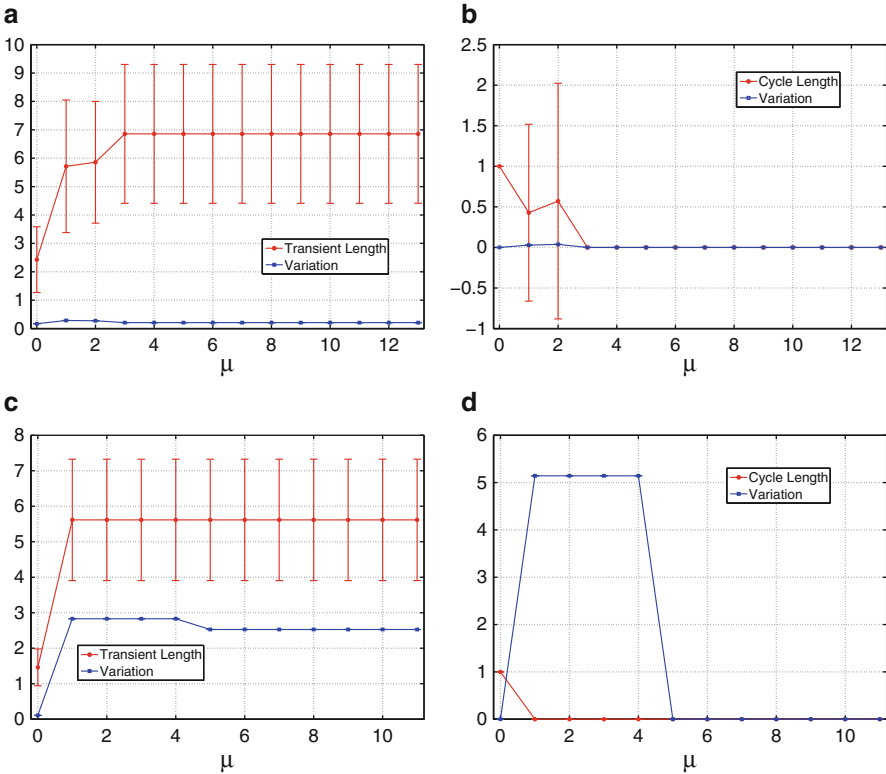 a
10
9
8
7
6
5
4
3
2
1
0
Transient Length
Variation
0 2 4 6 8 10 12
μ
b
2.5
2
1.5
1
0.5
0
−0.5
−1
Cycle Length
Variation
0 2 4 6 8 10 12
μ
c
8
7
6
5
4
3
2
1
0
Transient Length
Variation
0 2 4 6 8 10
μ
d
6
5
4
3
2
1
0
Cycle Length
Variation
0 2 4 6 8 10
μ